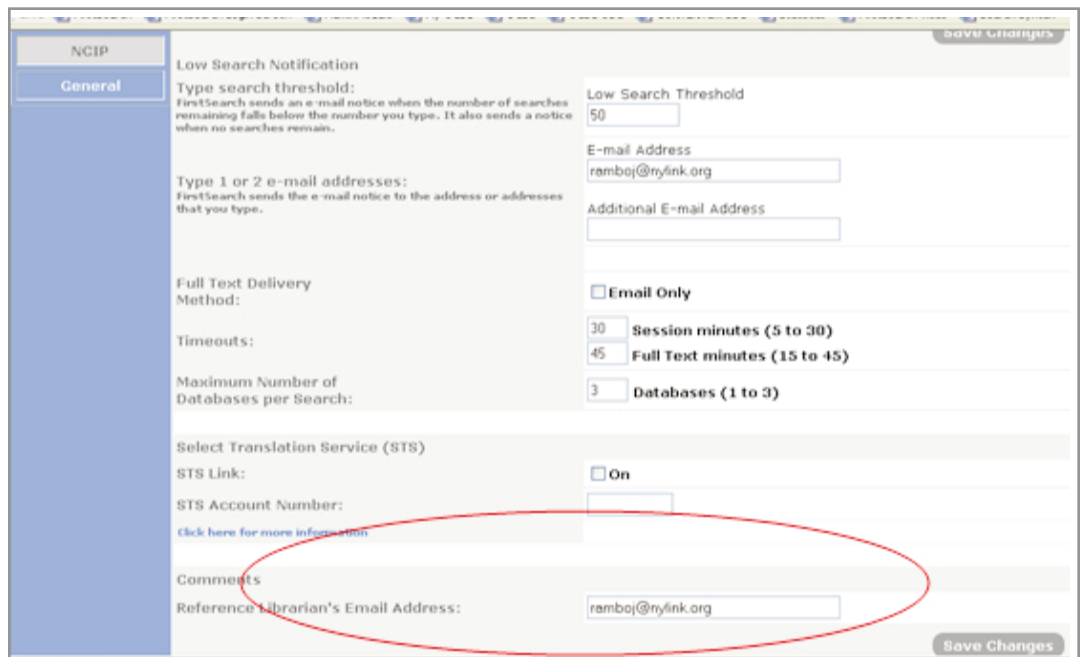 Save Changes
NCIP
General
Low Search Notification
Type search threshold:
FirstSearch sends an e-mail notice when the number of searches
remaining falls below the number you type. It also sends a notice
when no searches remain.
Low Search Threshold
50
Type 1 or 2 e-mail addresses:
FirstSearch sends the e-mail notice to the address or addresses
that you type.
E-mail Address
ramboj@nylink.org
Additional E-mail Address
Full Text Delivery
Method:
Email Only
Timeouts:
30 Session minutes (5 to 30)
45 Full Text minutes (15 to 45)
Maximum Number of
Databases per Search:
3 Databases (1 to 3)
Select Translation Service (STS)
STS Link:
On
STS Account Number:
Click here for more information
Comments
Reference Librarian's Email Address:
ramboj@nylink.org
Save Changes